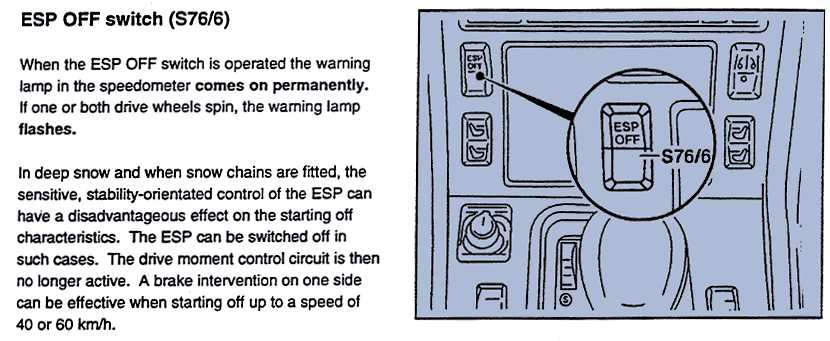 ESP OFF switch (S76/6)
When the ESP OFF switch is operated the warning
lamp in the speedometer comes on permanently.
If one or both drive wheels spin, the warning lamp
flashes.
In deep snow and when snow chains are fitted, the
sensitive, stability-orientated control of the ESP can
have a disadvantageous effect on the starting off
characteristics. The ESP can be switched off in
such cases. The drive moment control circuit is then
no longer active. A brake intervention on one side
can be effective when starting off up to a speed of
40 or 60 km/h.
ESP
OFF
ESP
OFF
S76/6
S